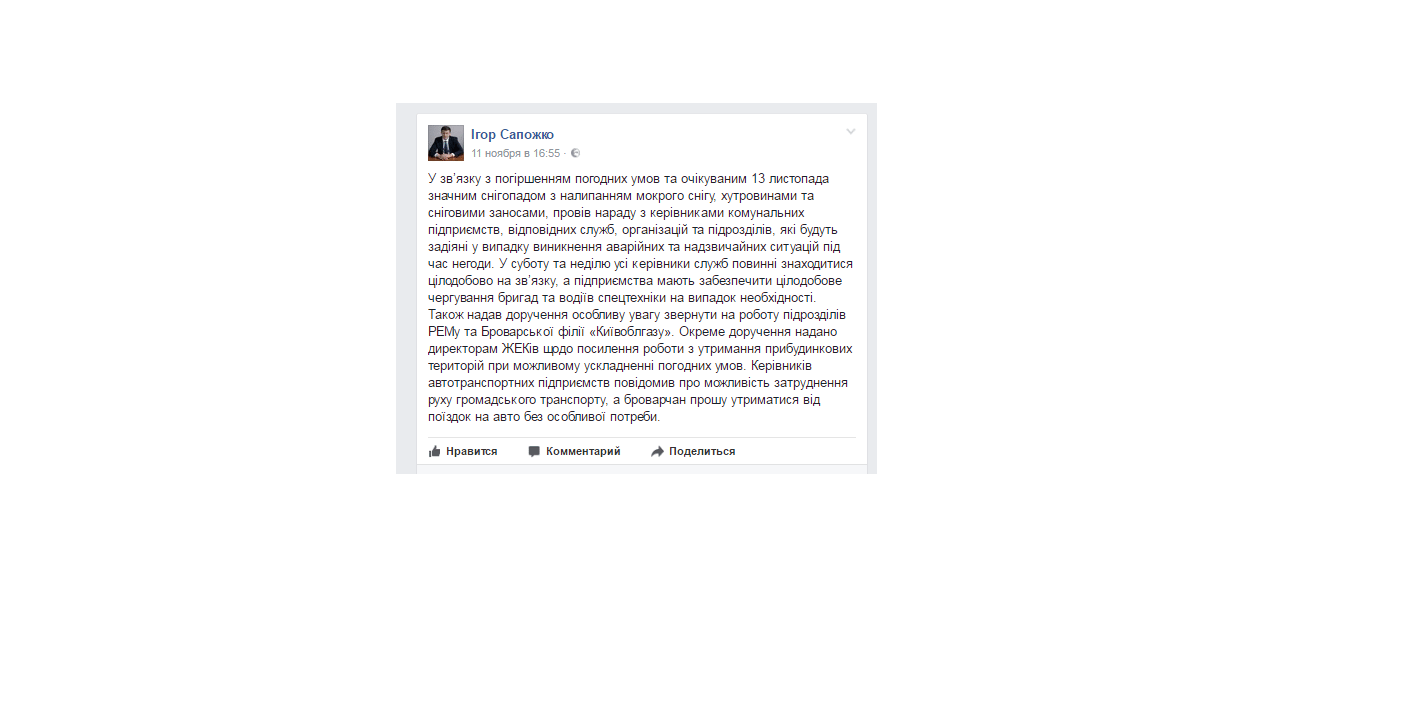 Ігор Сапожко
11 ноября в 16:55 ·
У зв’язку з погіршенням погодних умов та очікуваним 13 листопада
значним снігопадом з налипанням мокрого снігу, хутровинами та
сніговими заносами, провів нараду з керівниками комунальних
підприємств, відповідних служб, організацій та підрозділів, які будуть
задіяні у випадку виникнення аварійних та надзвичайних ситуацій під
час негоди. У суботу та неділю усі керівники служб повинні знаходитися
цілодобово на зв’язку, а підприємства мають забезпечити цілодобове
чергування бригад та водіїв спецтехніки на випадок необхідності.
Також надав доручення особливу увагу звернути на роботу підрозділів
РЕМу та Броварської філії «Київоблгазу». Окреме доручення надано
директорам ЖЕКів щодо посилення роботи з утримання прибудинкових
територій при можливому ускладненні погодних умов. Керівників
автотранспортних підприємств повідомив про можливість затруднення
руху громадського транспорту, а броварчан прошу утриматися від
поїздок на авто без особливої потреби.
Нравится Комментарий Поделиться